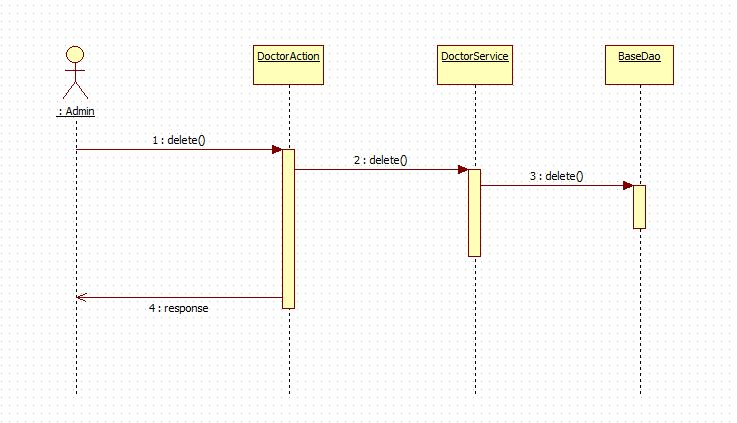 DoctorAction
DoctorService
BaseDao
: Admin
1 : delete()
2 : delete()
3 : delete()
4 : response